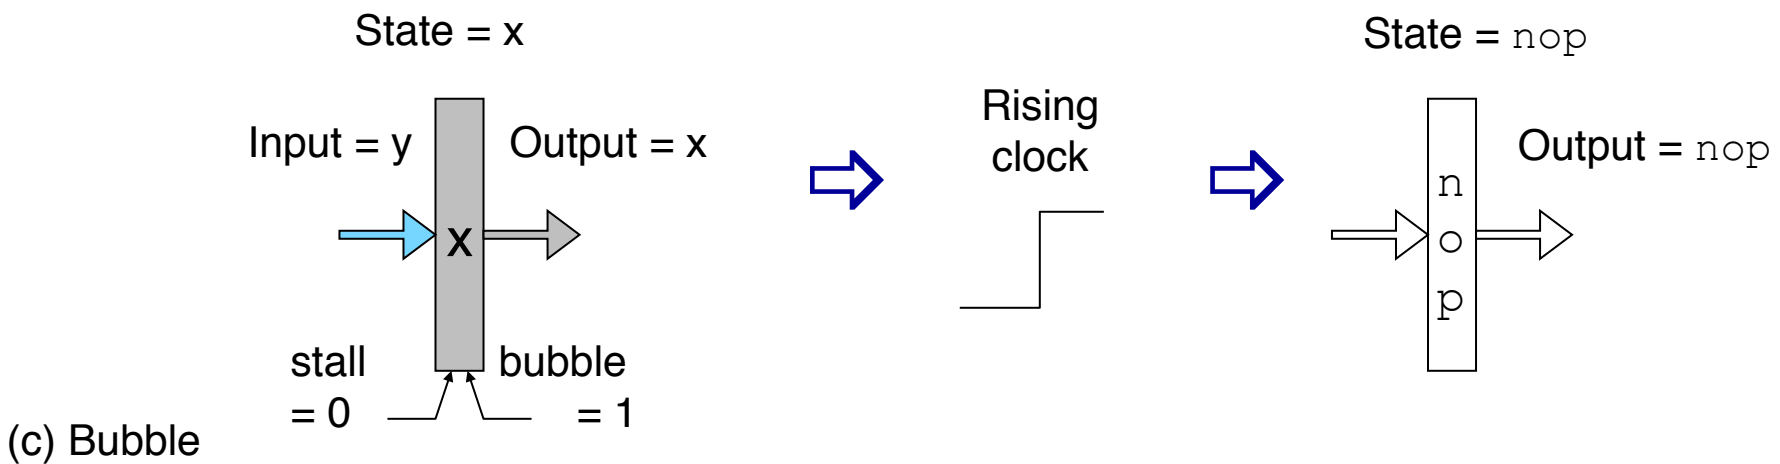 State = x
Input = y
Output = x
x
stall
= 0
bubble
= 1
(c) Bubble
Rising
clock
State = nop
Output = nop
n
o
p